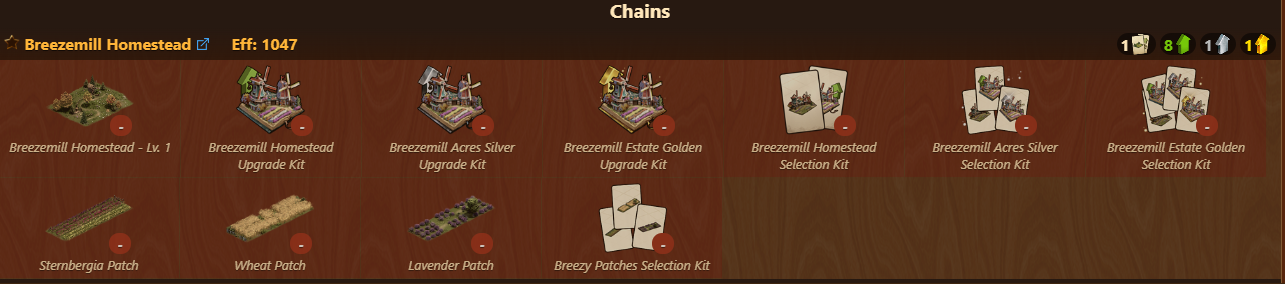 Chains
Breezemill Homestead Eff: 1047 1 8 1 1
- - - - - - -
Breezemill Homestead - Lv. 1 Breezemill Homestead Breezemill Acres Silver Breezemill Estate Golden Breezemill Homestead Breezemill Acres Silver Breezemill Estate Golden
Upgrade Kit Upgrade Kit Upgrade Kit Selection Kit Selection Kit Selection Kit
- - - -
Sternbergia Patch Wheat Patch Lavender Patch Breezy Patches Selection Kit